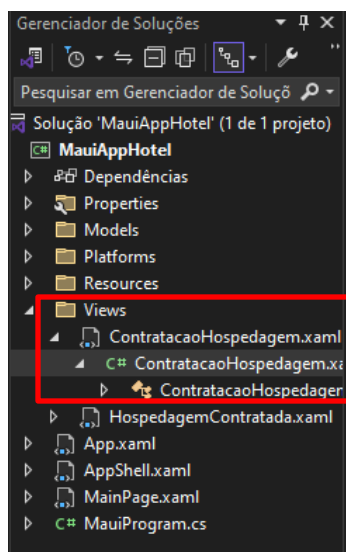 Gerenciador de Soluções
Pesquisar em Gerenciador de Soluçõ
Solução 'MauiAppHotel' (1 de 1 projeto)
C# MauiAppHotel
Dependências
Properties
Models
Platforms
Resources
Views
ContratacaoHospedagem.xaml
C# ContratacaoHospedagem.xa
ContratacaoHospedager
HospedagemContratada.xaml
App.xaml
AppShell.xaml
MainPage.xaml
C# MauiProgram.cs